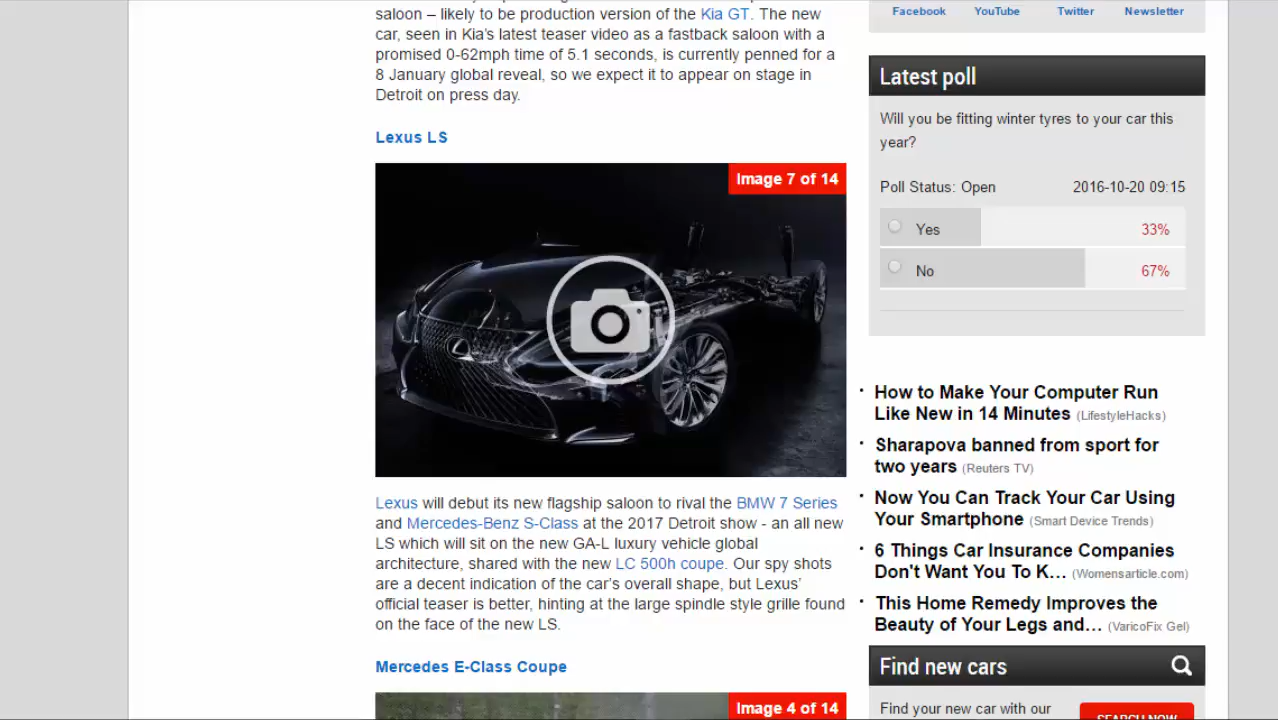 saloon – likely to be production version of the Kia GT. The new
car, seen in Kia’s latest teaser video as a fastback saloon with a
promised 0-62mph time of 5.1 seconds, is currently penned for a
8 January global reveal, so we expect it to appear on stage in
Detroit on press day.
Lexus LS
Image 7 of 14
Lexus will debut its new flagship saloon to rival the BMW 7 Series
and Mercedes-Benz S-Class at the 2017 Detroit show - an all new
LS which will sit on the new GA-L luxury vehicle global
architecture, shared with the new LC 500h coupe. Our spy shots
are a decent indication of the car’s overall shape, but Lexus’
official teaser is better, hinting at the large spindle style grille found
on the face of the new LS.
Mercedes E-Class Coupe
Image 4 of 14
Facebook YouTube Twitter Newsletter
Latest poll
Will you be fitting winter tyres to your car this
year?
Poll Status: Open 2016-10-20 09:15
Yes 33%
No 67%
· How to Make Your Computer Run
Like New in 14 Minutes (LifestyleHacks)
· Sharapova banned from sport for
two years (Reuters TV)
· Now You Can Track Your Car Using
Your Smartphone (Smart Device Trends)
· 6 Things Car Insurance Companies
Don't Want You To K… (Womensarticle.com)
· This Home Remedy Improves the
Beauty of Your Legs and… (VaricoFix Gel)
Find new cars
Find your new car with our
SEARCH NOW